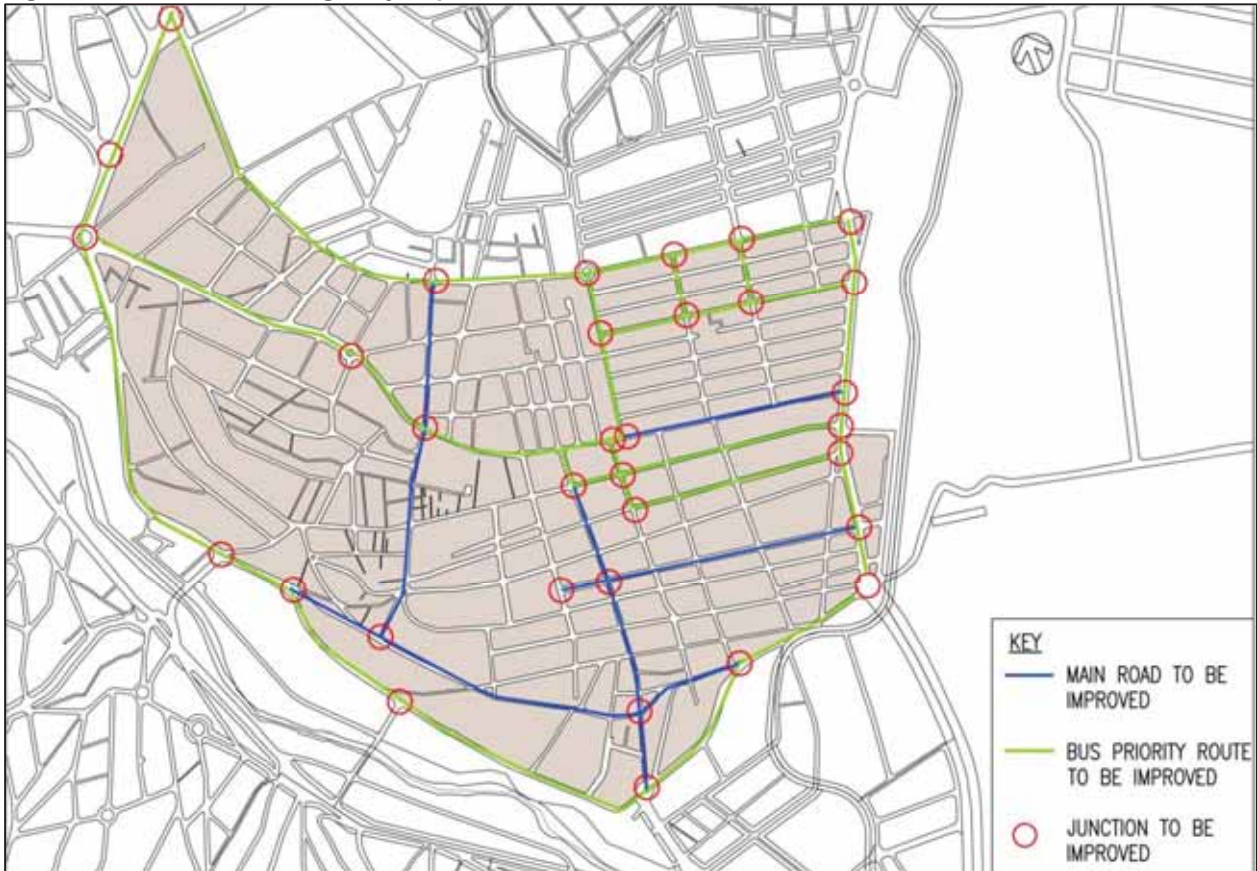 KEY
MAIN ROAD TO BE
IMPROVED
BUS PRIORITY ROUTE
TO BE IMPROVED
JUNCTION TO BE
IMPROVED